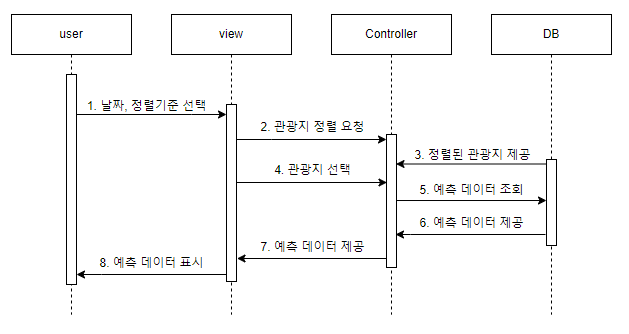 user
view
Controller
DB
1. 날짜, 정렬기준 선택
2. 관광지 정렬 요청
3. 정렬된 관광지 제공
4. 관광지 선택
5. 예측 데이터 조회
6. 예측 데이터 제공
7. 예측 데이터 제공
8. 예측 데이터 표시